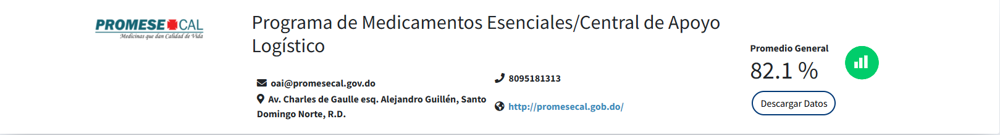 PROMESE CAL
Medicinas que dan Calidad de Vida
Programa de Medicamentos Esenciales/Central de Apoyo
Logístico
oai@promesecal.gov.do
Av. Charles de Gaulle esq. Alejandro Guillén, Santo
Domingo Norte, R.D.
8095181313
http://promesecal.gob.do/
Promedio General
82.1 %
Descargar Datos